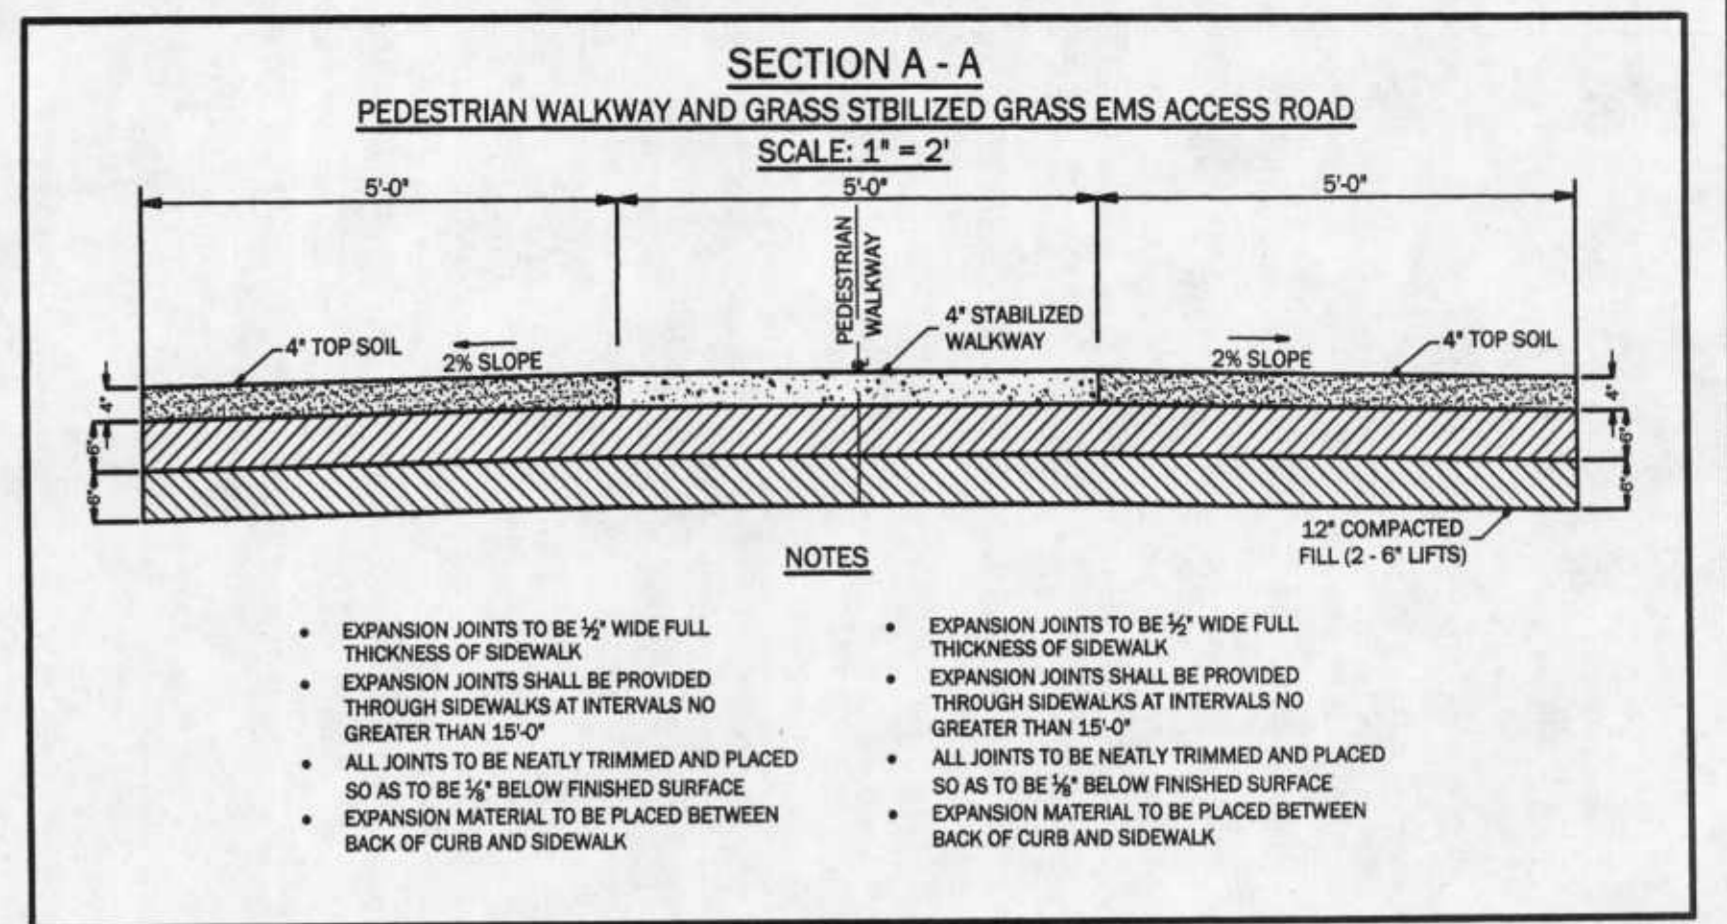 SECTION A - A
PEDESTRIAN WALKWAY AND GRASS STBILIZED GRASS EMS ACCESS ROAD
SCALE: 1" = 2'
5'-0"
5'-0"
5'-0"
PEDESTRIAN
WALKWAY
4" STABILIZED
WALKWAY
4" TOP SOIL
2% SLOPE
2% SLOPE
4" TOP SOIL
4"
6"
6"
4"
6"
6"
12" COMPACTED
FILL (2 - 6" LIFTS)
NOTES
• EXPANSION JOINTS TO BE ½" WIDE FULL
THICKNESS OF SIDEWALK
• EXPANSION JOINTS SHALL BE PROVIDED
THROUGH SIDEWALKS AT INTERVALS NO
GREATER THAN 15'-0"
• ALL JOINTS TO BE NEATLY TRIMMED AND PLACED
SO AS TO BE ⅛" BELOW FINISHED SURFACE
• EXPANSION MATERIAL TO BE PLACED BETWEEN
BACK OF CURB AND SIDEWALK
• EXPANSION JOINTS TO BE ½" WIDE FULL
THICKNESS OF SIDEWALK
• EXPANSION JOINTS SHALL BE PROVIDED
THROUGH SIDEWALKS AT INTERVALS NO
GREATER THAN 15'-0"
• ALL JOINTS TO BE NEATLY TRIMMED AND PLACED
SO AS TO BE ⅛" BELOW FINISHED SURFACE
• EXPANSION MATERIAL TO BE PLACED BETWEEN
BACK OF CURB AND SIDEWALK